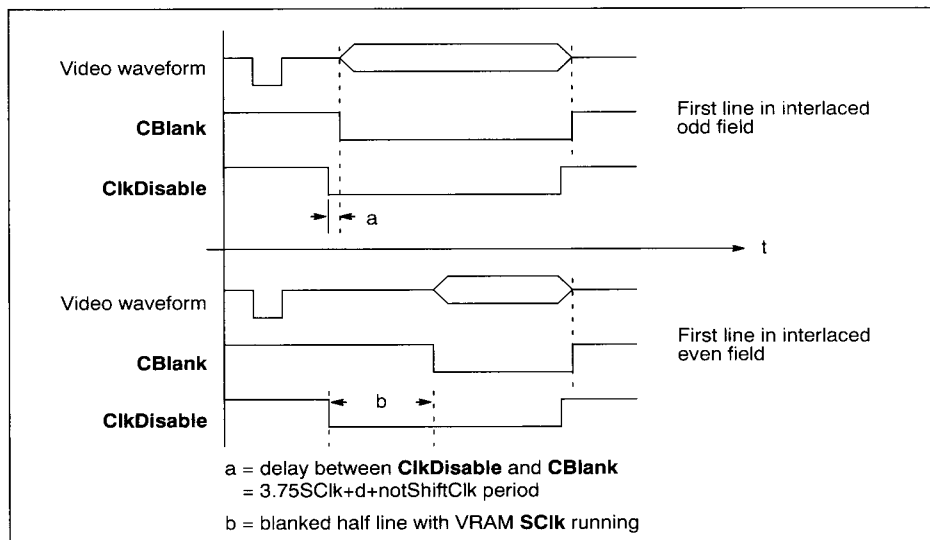 Video waveform
CBlank
First line in interlaced
odd field
ClkDisable
a
t
Video waveform
CBlank
First line in interlaced
even field
ClkDisable
b
a = delay between ClkDisable and CBlank
= 3.75SClk+d+notShiftClk period
b = blanked half line with VRAM SClk running